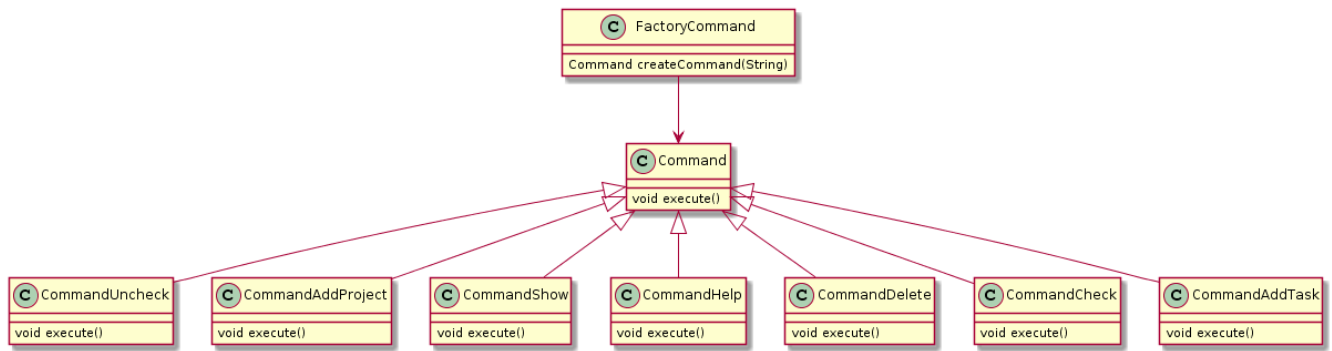 C FactoryCommand
Command createCommand(String)
C Command
void execute()
C CommandUncheck
void execute()
C CommandAddProject
void execute()
C CommandShow
void execute()
C CommandHelp
void execute()
C CommandDelete
void execute()
C CommandCheck
void execute()
C CommandAddTask
void execute()